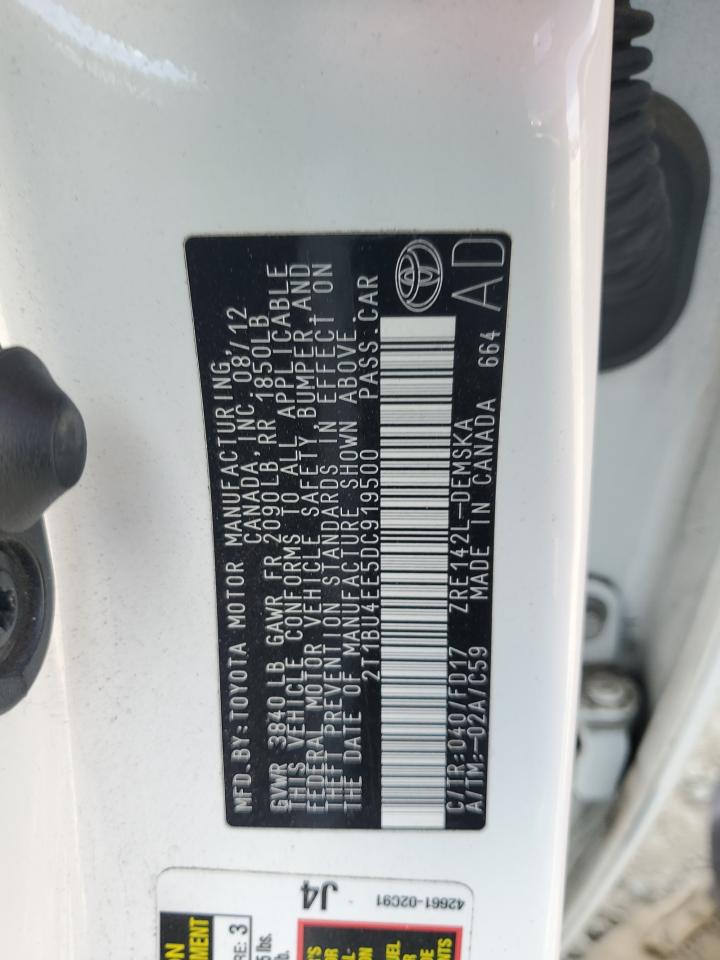 MFD.BY:TOYOTA MOTOR MANUFACTURING,
CANADA, INC. 08/12
GVWR 3840LB GAWR FR 2090LB RR 1850LB
THIS VEHICLE CONFORMS TO ALL APPLICABLE
FEDERAL MOTOR VEHICLE SAFETY, BUMPER, AND
THEFT PREVENTION STANDARDS IN EFFECT ON
THE DATE OF MANUFACTURE SHOWN ABOVE.
2T1BU4EE5DC919500 PASS.CAR
C/TR:040/FD17 ZRE142L-DEMSKA
A/TM:-02A/C59 MADE IN CANADA 664
AD
J4
42661-02C91